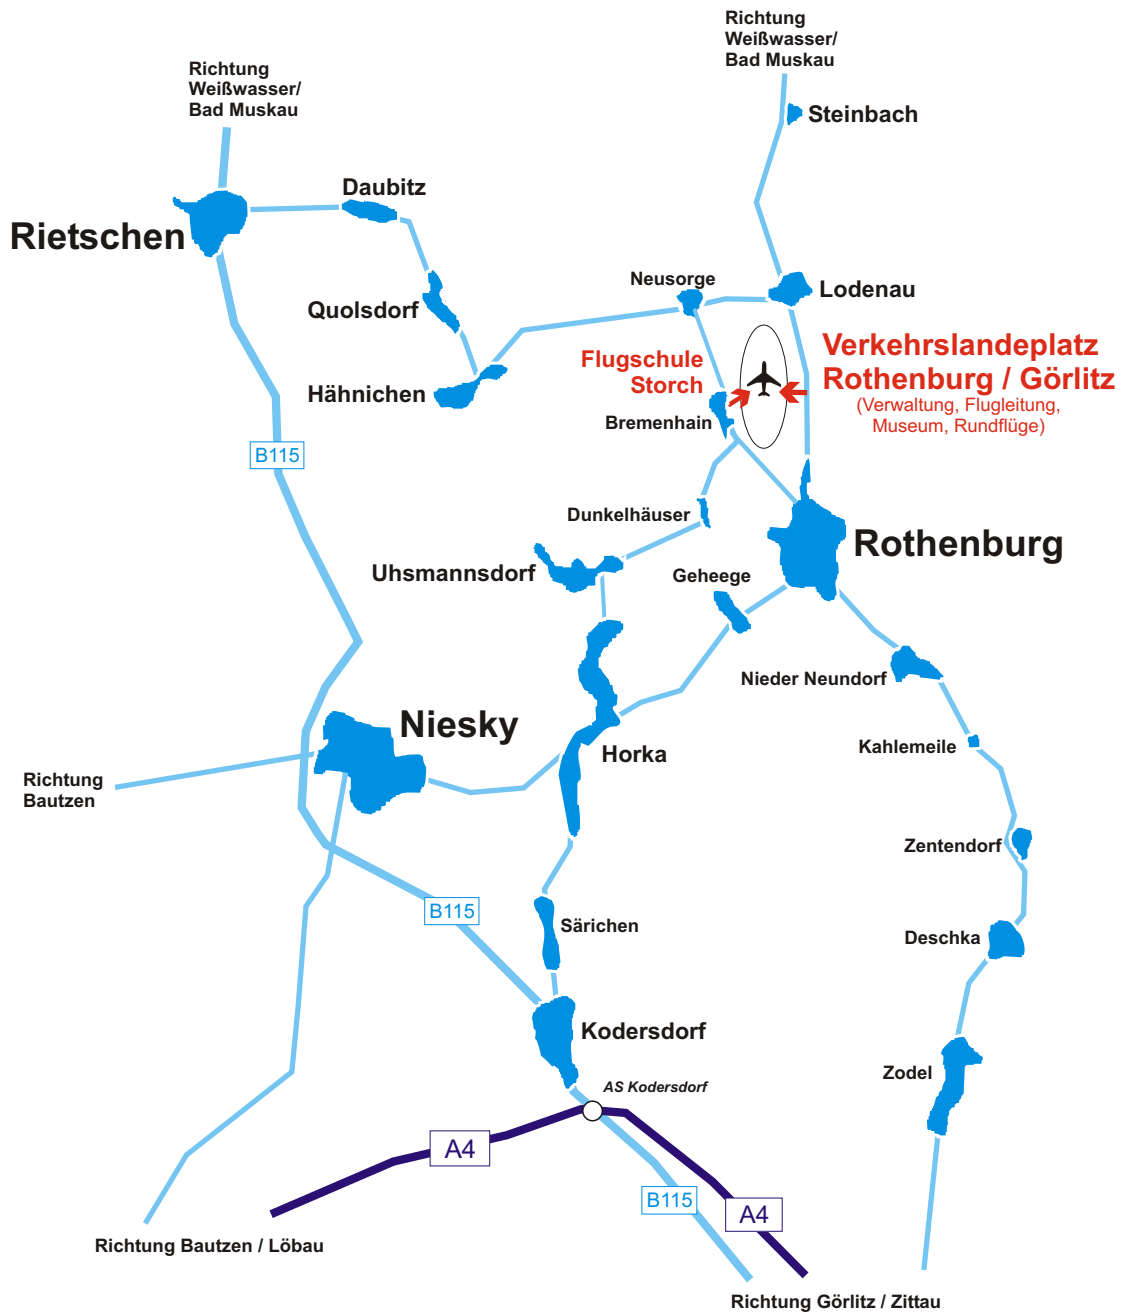 Richtung
Weißwasser/
Bad Muskau
Richtung
Weißwasser/
Bad Muskau
Steinbach
Daubitz
Rietschen
Neusorge
Lodenau
Quolsdorf
Verkehrslandeplatz
Rothenburg / Görlitz
(Verwaltung, Flugleitung,
Museum, Rundflüge)
Flugschule
Storch
Hähnichen
Bremenhain
B115
Dunkelhäuser
Rothenburg
Uhsmannsdorf
Geheege
Nieder Neundorf
Niesky
Horka
Kahlemeile
Richtung
Bautzen
Zentendorf
B115
Särichen
Deschka
Kodersdorf
Zodel
AS Kodersdorf
A4
B115
A4
Richtung Bautzen / Löbau
Richtung Görlitz / Zittau